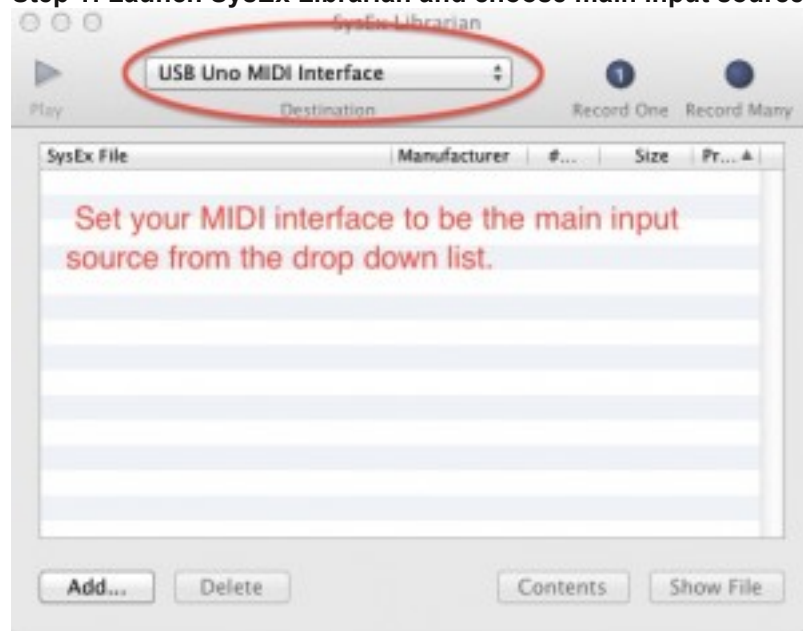 Step 1: Launch SysEx Librarian and choose main input source
SysEx Librarian
USB Uno MIDI Interface
Play
Destination
1
Record One
Record Many
SysEx File
Manufacturer
#...
Size
Pr...
Set your MIDI interface to be the main input
source from the drop down list.
Add...
Delete
Contents
Show File